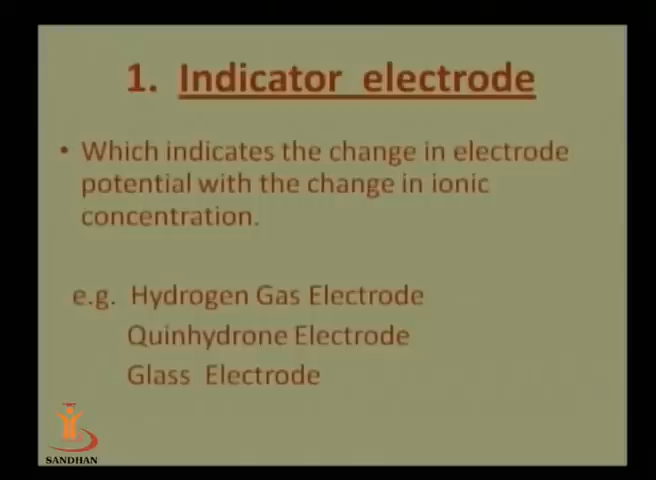 1. Indicator electrode
• Which indicates the change in electrode
potential with the change in ionic
concentration.
e.g. Hydrogen Gas Electrode
Quinhydrone Electrode
Glass Electrode
SANDHAN